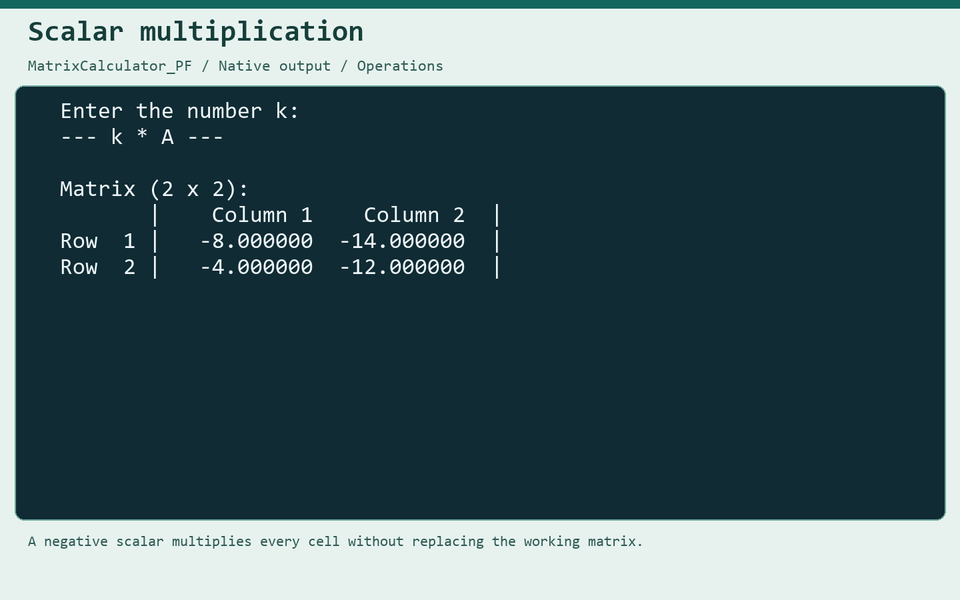 Scalar multiplication
MatrixCalculator_PF / Native output / Operations
Enter the number k:
--- k * A ---
Matrix (2 x 2):
       |    Column 1    Column 2  |
Row  1 |   -8.000000  -14.000000  |
Row  2 |   -4.000000  -12.000000  |
A negative scalar multiplies every cell without replacing the working matrix.